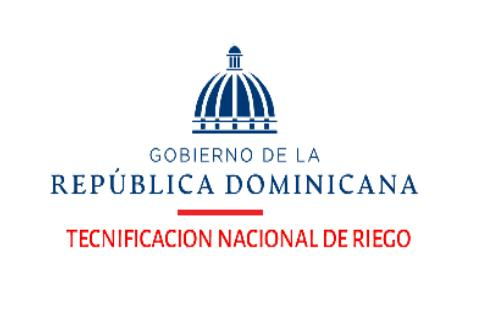 GOBIERNO DE LA
REPÚBLICA DOMINICANA
TECNIFICACION NACIONAL DE RIEGO